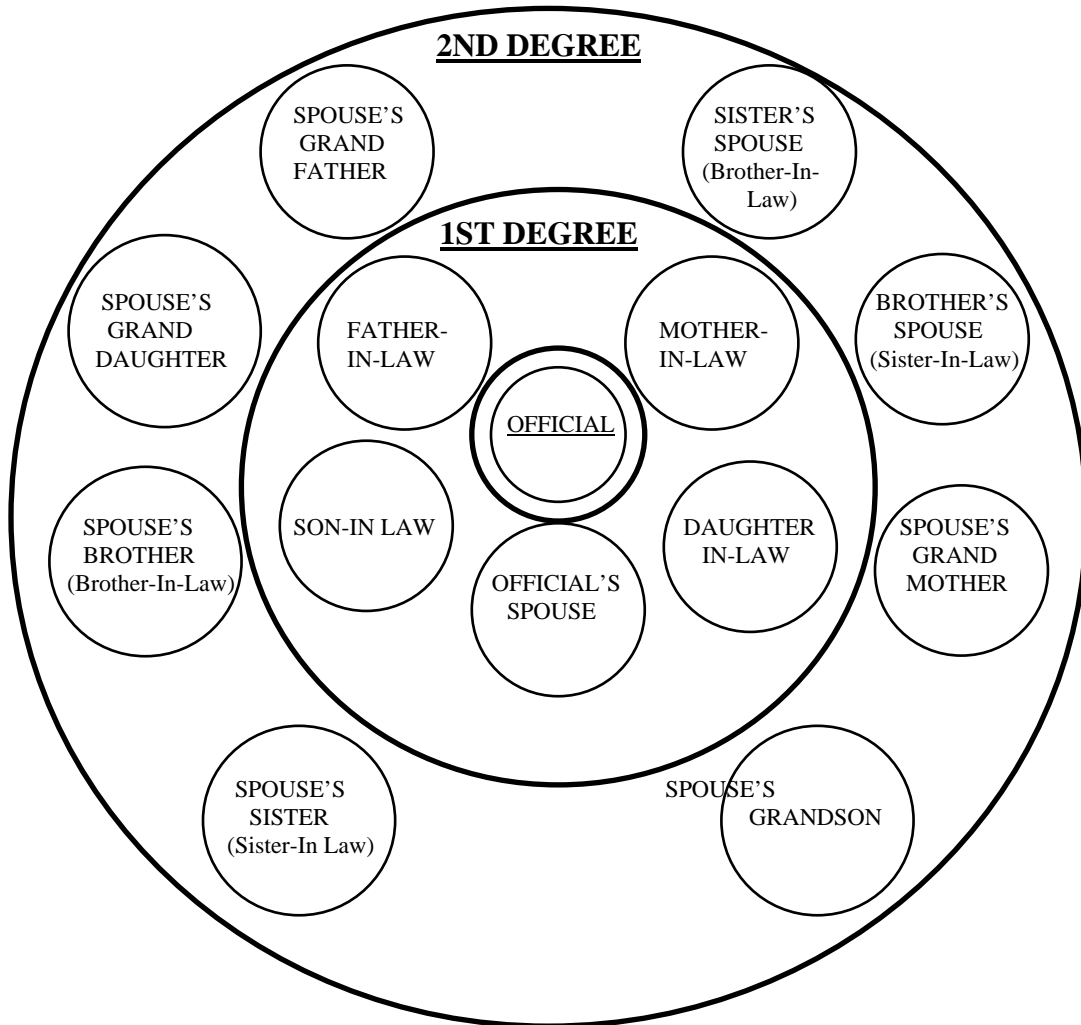 2ND DEGREE
SPOUSE'S
GRAND
FATHER
SISTER'S
SPOUSE
(Brother-In-
Law)
1ST DEGREE
SPOUSE'S
GRAND
DAUGHTER
FATHER-
IN-LAW
MOTHER-
IN-LAW
BROTHER'S
SPOUSE
(Sister-In-Law)
OFFICIAL
SPOUSE'S
BROTHER
(Brother-In-Law)
SON-IN LAW
OFFICIAL'S
SPOUSE
DAUGHTER
IN-LAW
SPOUSE'S
GRAND
MOTHER
SPOUSE'S
SISTER
(Sister-In Law)
SPOUSE'S
GRANDSON